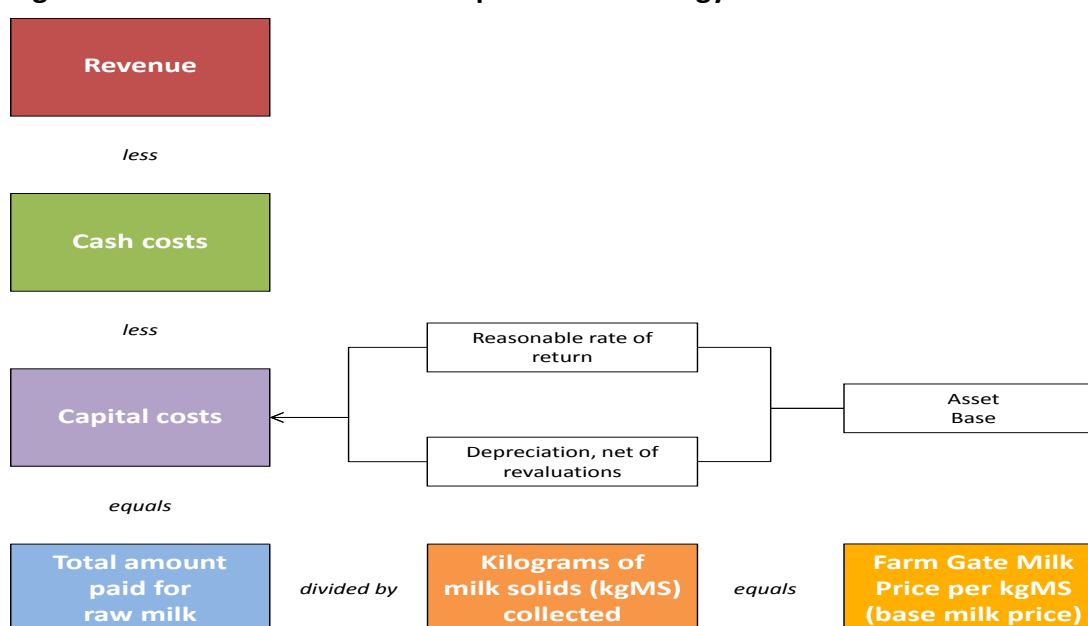 Revenue
less
Cash costs
less
Reasonable rate of
return
Capital costs
Asset
Base
Depreciation, net of
revaluations
equals
Total amount
paid for
raw milk
divided by
Kilograms of
milk solids (kgMS)
collected
equals
Farm Gate Milk
Price per kgMS
(base milk price)